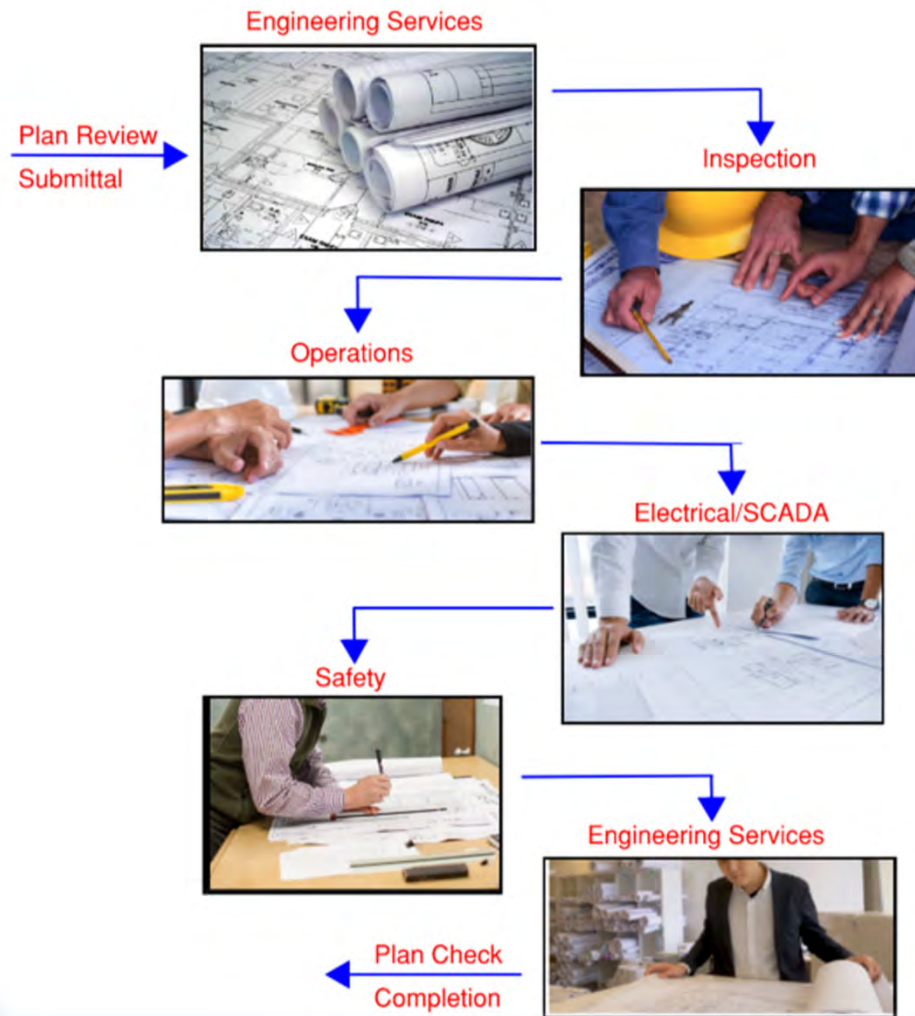 Engineering Services
Plan Review
Submittal
Inspection
Operations
Electrical/SCADA
Safety
Engineering Services
Plan Check
Completion